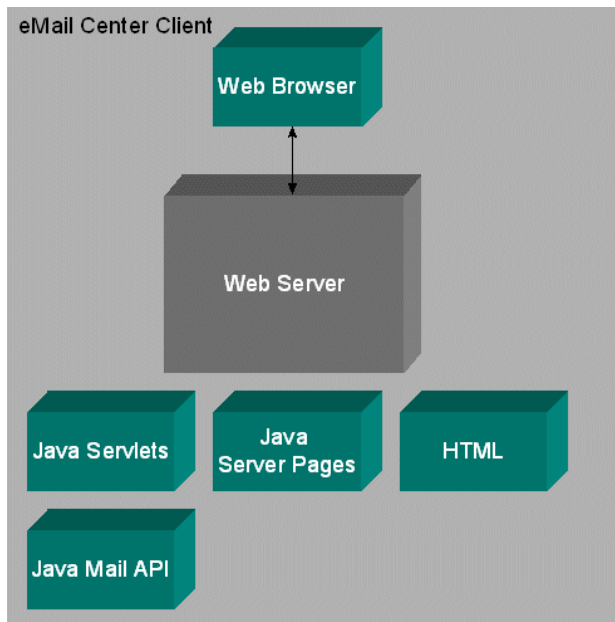 eMail Center Client
Web Browser
Web Server
Java Servlets
Java
Server Pages
HTML
Java Mail API